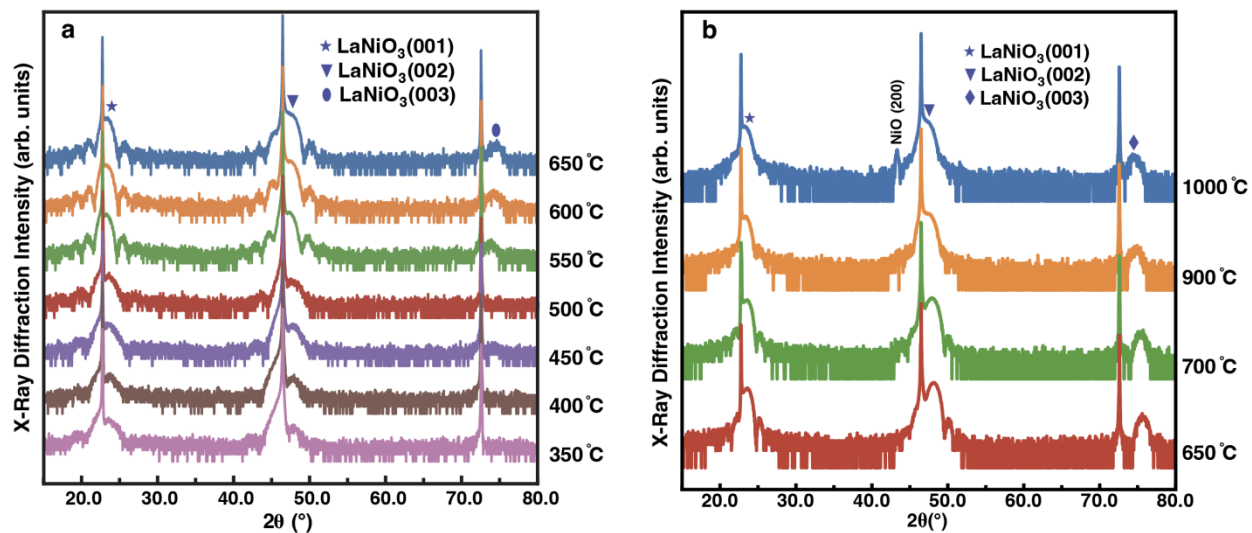 a
★ LaNiO₃(001)
▼ LaNiO₃(002)
● LaNiO₃(003)
X-Ray Diffraction Intensity (arb. units)
650 °C
600 °C
550 °C
500 °C
450 °C
400 °C
350 °C
20.0 30.0 40.0 50.0 60.0 70.0 80.0
2θ (°)
b
★ LaNiO₃(001)
▼ LaNiO₃(002)
♦ LaNiO₃(003)
NiO (200)
X-Ray Diffraction Intensity (arb. units)
1000 °C
900 °C
700 °C
650 °C
20.0 30.0 40.0 50.0 60.0 70.0 80.0
2θ(°)